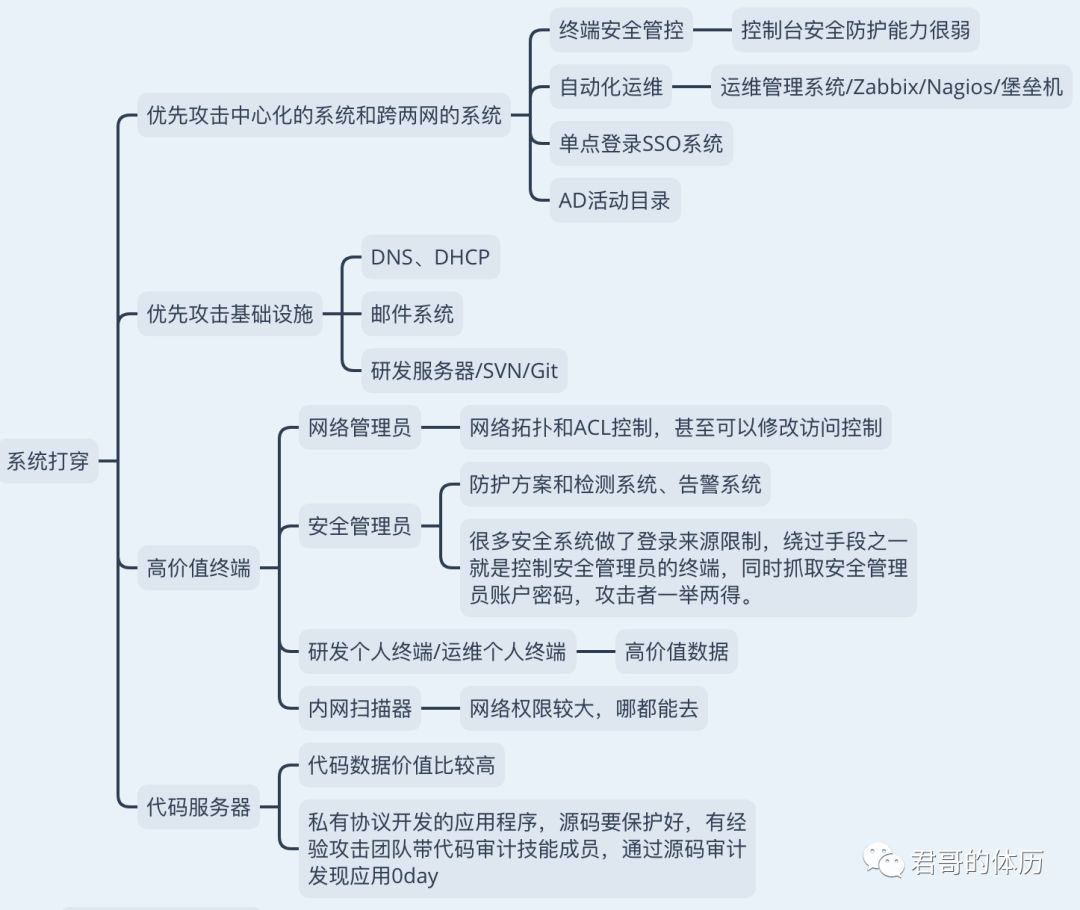 系统打穿
优先攻击中心化的系统和跨两网的系统
终端安全管控
控制台安全防护能力很弱
自动化运维
运维管理系统/Zabbix/Nagios/堡垒机
单点登录SSO系统
AD活动目录
优先攻击基础设施
DNS、DHCP
邮件系统
研发服务器/SVN/Git
高价值终端
网络管理员
网络拓扑和ACL控制，甚至可以修改访问控制
安全管理员
防护方案和检测系统、告警系统
很多安全系统做了登录来源限制，绕过手段之一
就是控制安全管理员的终端，同时抓取安全管理
员账户密码，攻击者一举两得。
研发个人终端/运维个人终端
高价值数据
内网扫描器
网络权限较大，哪都能去
代码服务器
代码数据价值比较高
私有协议开发的应用程序，源码要保护好，有经
验攻击团队带代码审计技能成员，通过源码审计
发现应用0day
君哥的体历